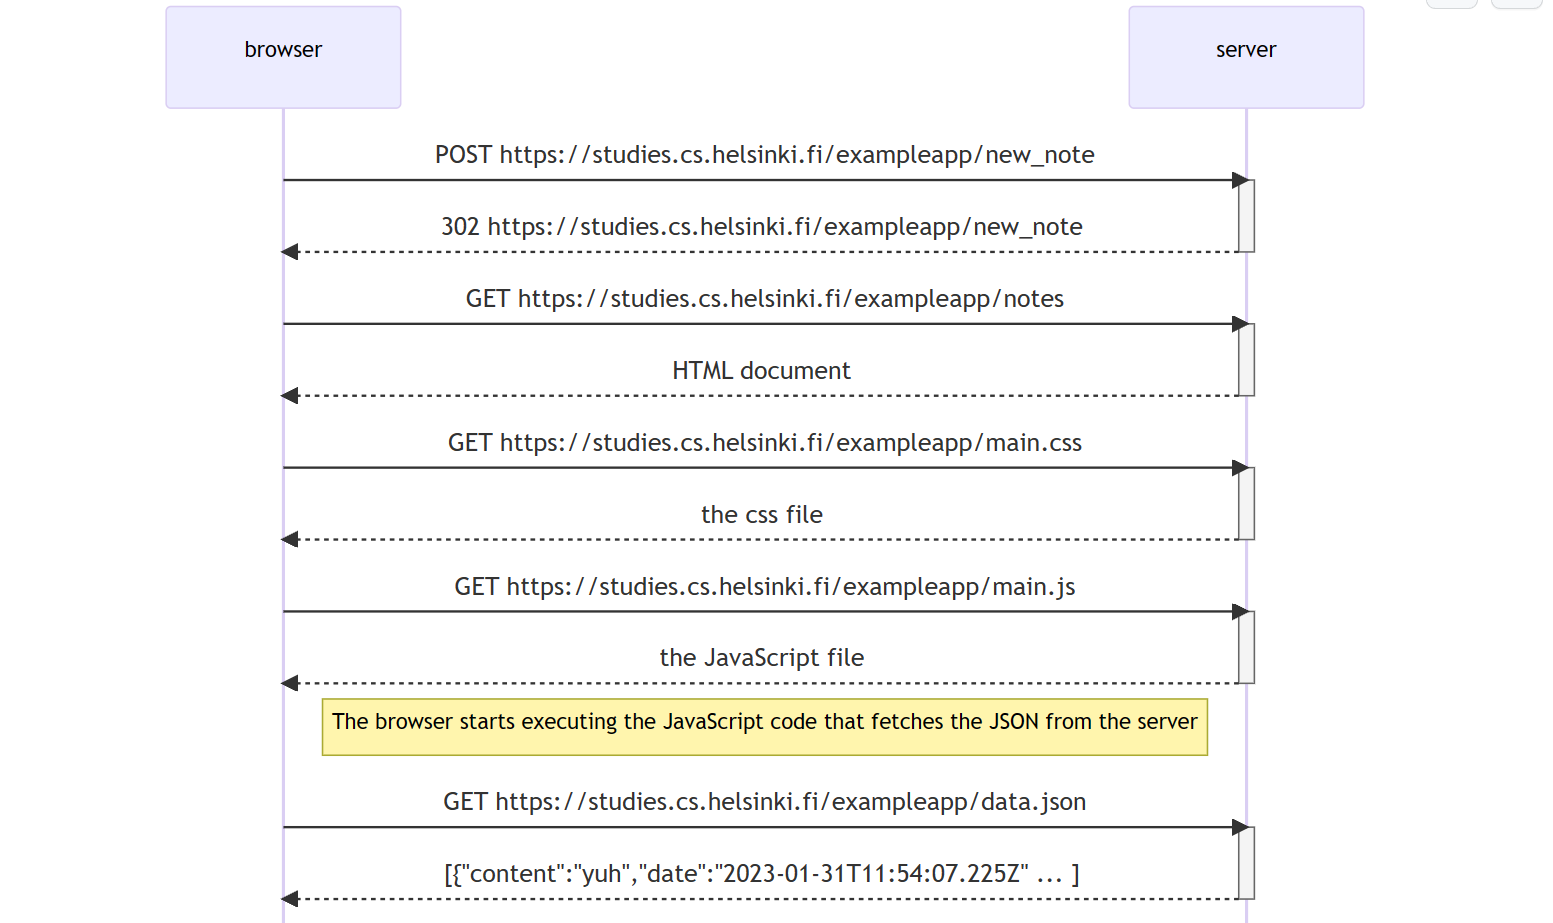 browser
server
POST https://studies.cs.helsinki.fi/exampleapp/new_note
302 https://studies.cs.helsinki.fi/exampleapp/new_note
GET https://studies.cs.helsinki.fi/exampleapp/notes
HTML document
GET https://studies.cs.helsinki.fi/exampleapp/main.css
the css file
GET https://studies.cs.helsinki.fi/exampleapp/main.js
the JavaScript file
The browser starts executing the JavaScript code that fetches the JSON from the server
GET https://studies.cs.helsinki.fi/exampleapp/data.json
[{"content":"yuh","date":"2023-01-31T11:54:07.225Z" ... ]